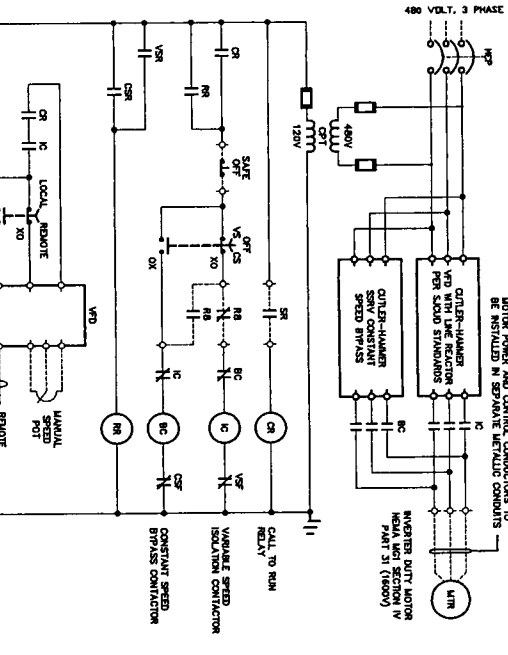 480 VOLT, 3 PHASE
MCP
480V
CPT
120V
MOTOR POWER AND CONTROL CONDUCTORS TO
BE INSTALLED IN SEPARATE METALLIC CONDUITS
CUTLER-HAMMER
VFD WITH LINE REACTOR
PER SJCUD STANDARDS
CUTLER-HAMMER
SSRV CONSTANT
SPEED BYPASS
IC
BC
INVERTER DUTY MOTOR
NEMA MG1 SECTION IV
PART 31 (1600V)
MTR
SR
CR
CALL TO RUN
RELAY
CR
RR
SAFE
OFF
OFF
VS
CS
XO
OX
RB
RB
BC
IC
VSF
VARIABLE SPEED
ISOLATION CONTACTOR
IC
BC
CSF
CONSTANT SPEED
BYPASS CONTACTOR
VSR
CSR
RR
CR
IC
LOCAL
REMOTE
XO
VFD
MANUAL
SPEED
POT
REMOTE